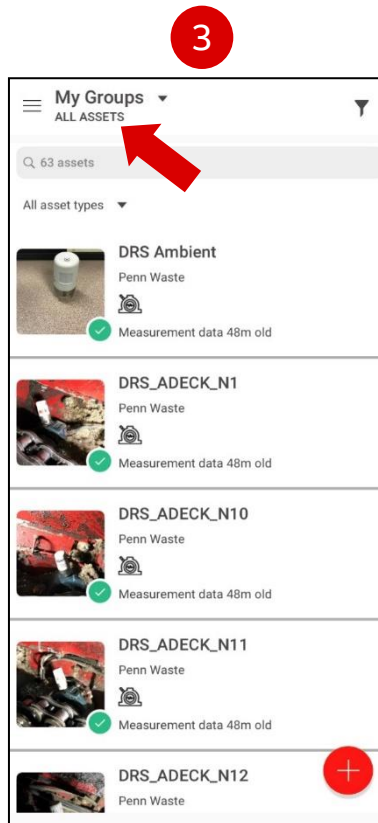 3
My Groups
ALL ASSETS
63 assets
All asset types
DRS Ambient
Penn Waste
Measurement data 48m old
DRS_ADECK_N1
Penn Waste
Measurement data 48m old
DRS_ADECK_N10
Penn Waste
Measurement data 48m old
DRS_ADECK_N11
Penn Waste
Measurement data 48m old
DRS_ADECK_N12
Penn Waste